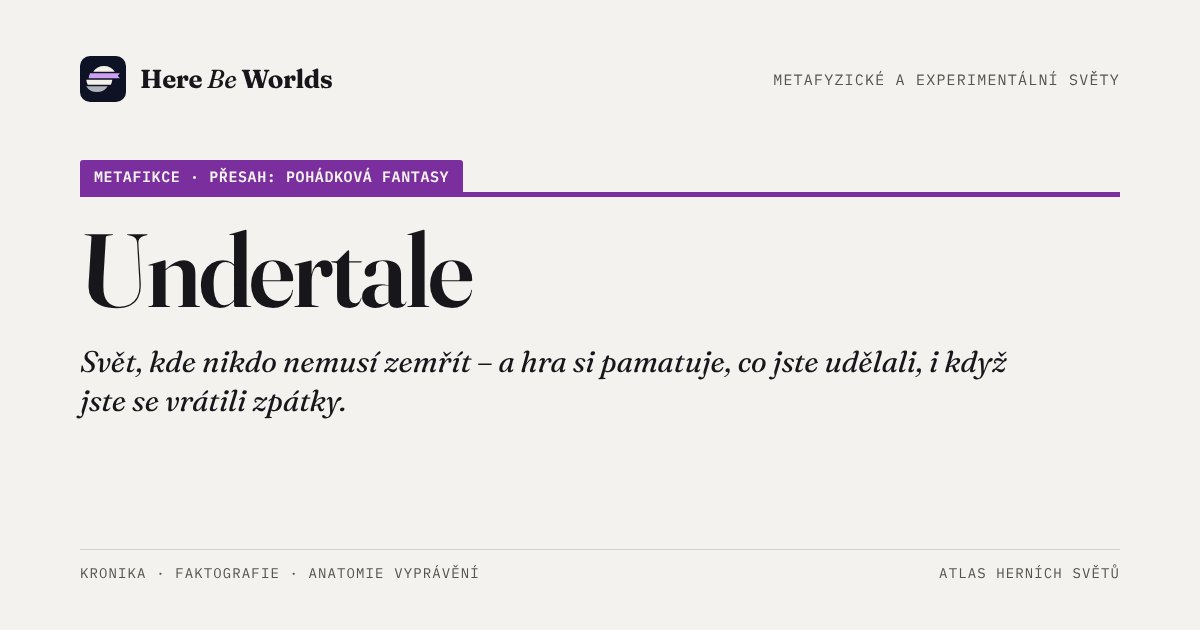 Here Be Worlds
METAFYZICKÉ A EXPERIMENTÁLNÍ SVĚTY
METAFIKCE · PŘESAH: POHÁDKOVÁ FANTASY
Undertale
Svět, kde nikdo nemusí zemřít – a hra si pamatuje, co jste udělali, i když
jste se vrátili zpátky.
KRONIKA · FAKTOGRAFIE · ANATOMIE VYPRÁVĚNÍ
ATLAS HERNÍCH SVĚTŮ